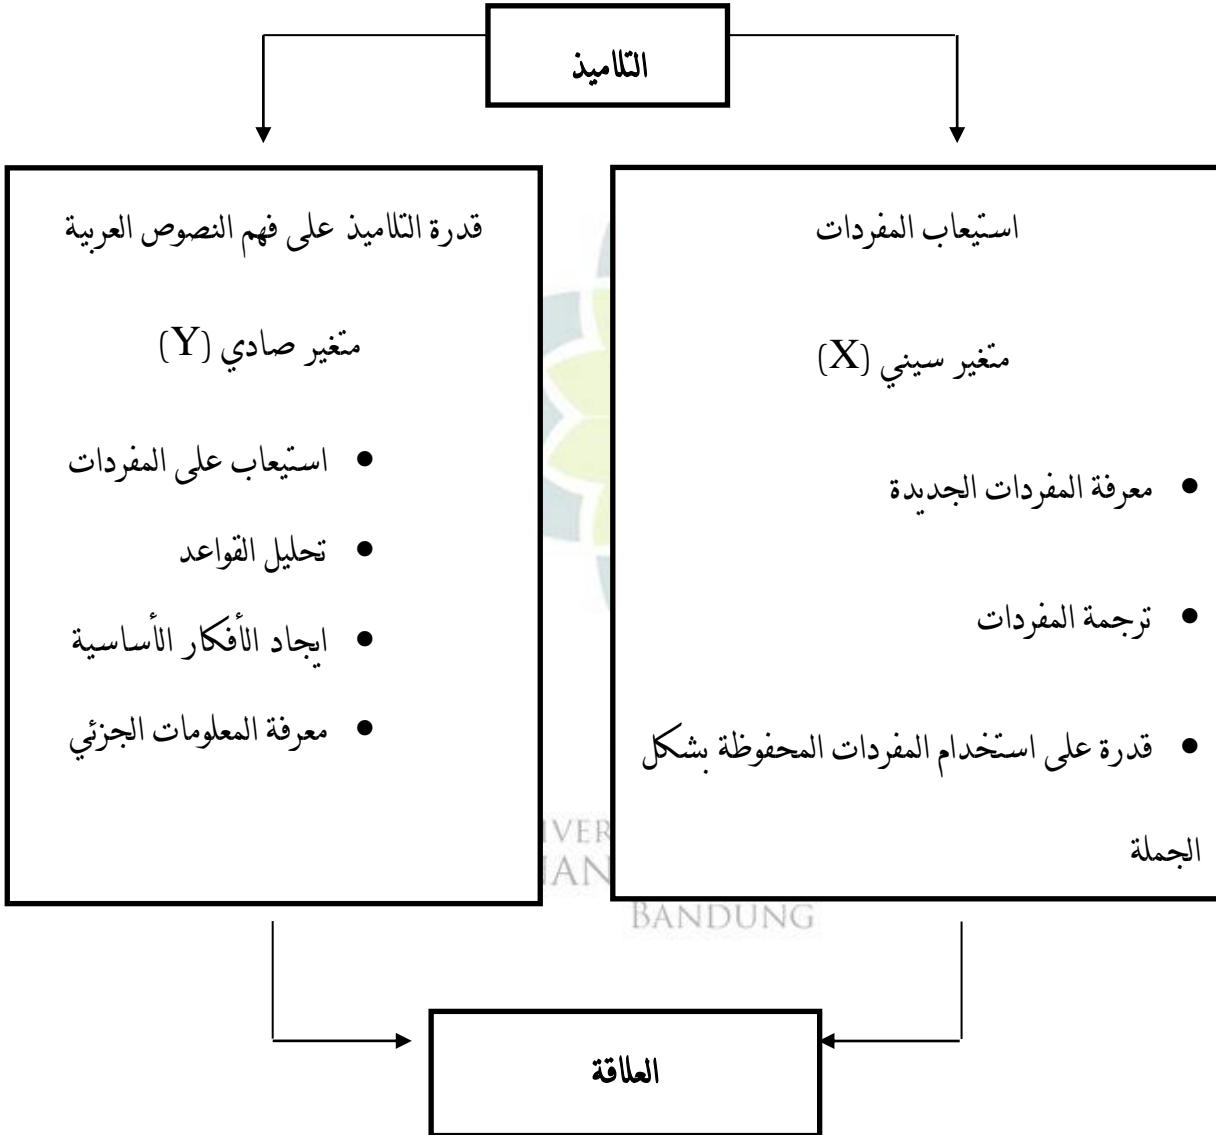 التلاميذ
استيعاب المفردات
متغير سيني (X)
• معرفة المفردات الجديدة
• ترجمة المفردات
• قدرة على استخدام المفردات المحفوظة بشكل
الجملة
قدرة التلاميذ على فهم النصوص العربية
متغير صادي (Y)
• استيعاب على المفردات
• تحليل القواعد
• ايجاد الأفكار الأساسية
• معرفة المعلومات الجزئي
IVER
AN
BANDUNG
العلاقة